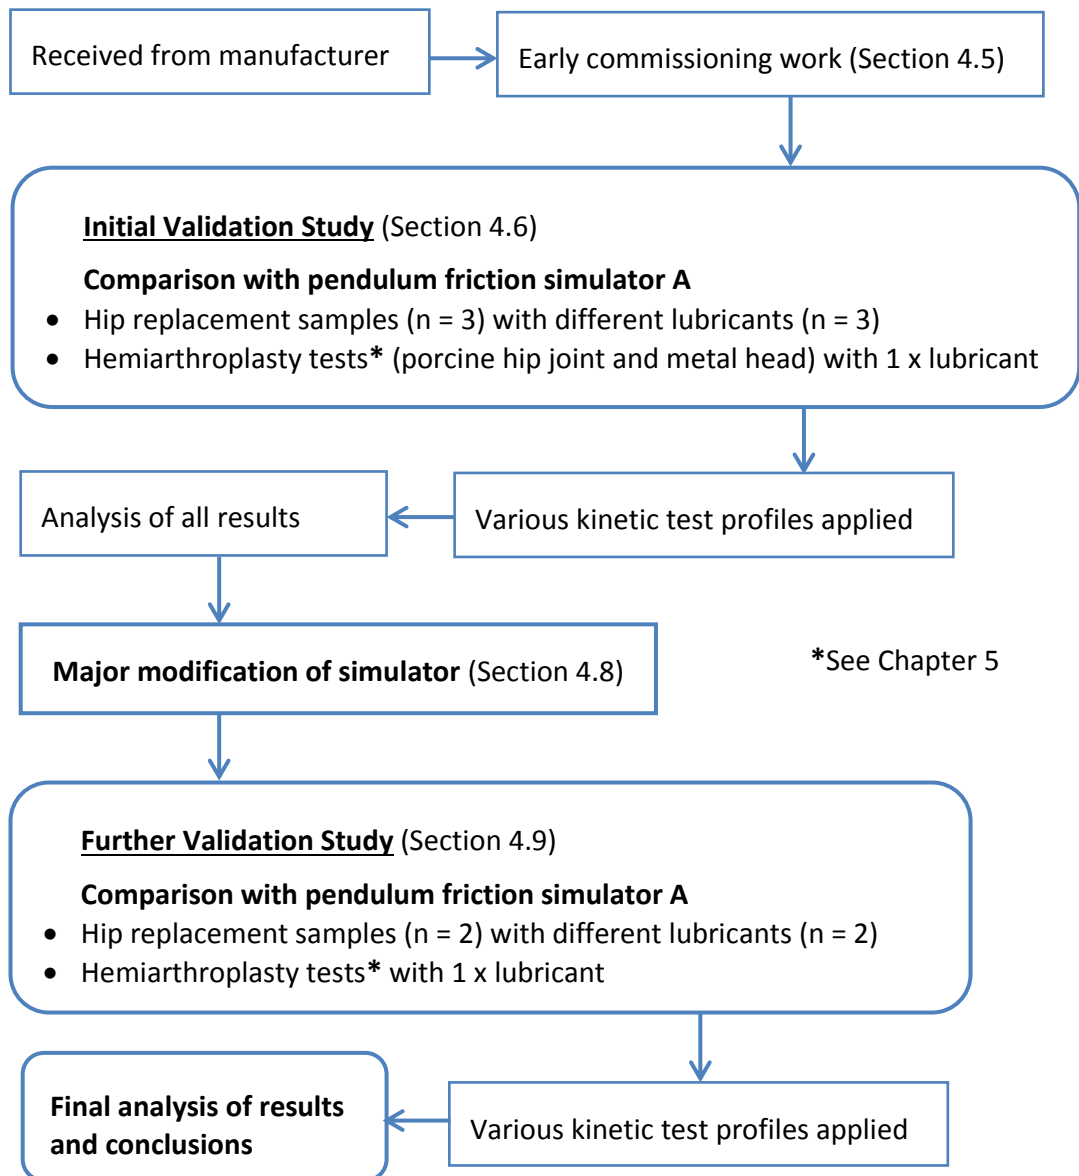 Received from manufacturer
Early commissioning work (Section 4.5)
Initial Validation Study (Section 4.6)
Comparison with pendulum friction simulator A
• Hip replacement samples (n = 3) with different lubricants (n = 3)
• Hemiarthroplasty tests* (porcine hip joint and metal head) with 1 x lubricant
Analysis of all results
Various kinetic test profiles applied
Major modification of simulator (Section 4.8)
*See Chapter 5
Further Validation Study (Section 4.9)
Comparison with pendulum friction simulator A
• Hip replacement samples (n = 2) with different lubricants (n = 2)
• Hemiarthroplasty tests* with 1 x lubricant
Final analysis of results
and conclusions
Various kinetic test profiles applied